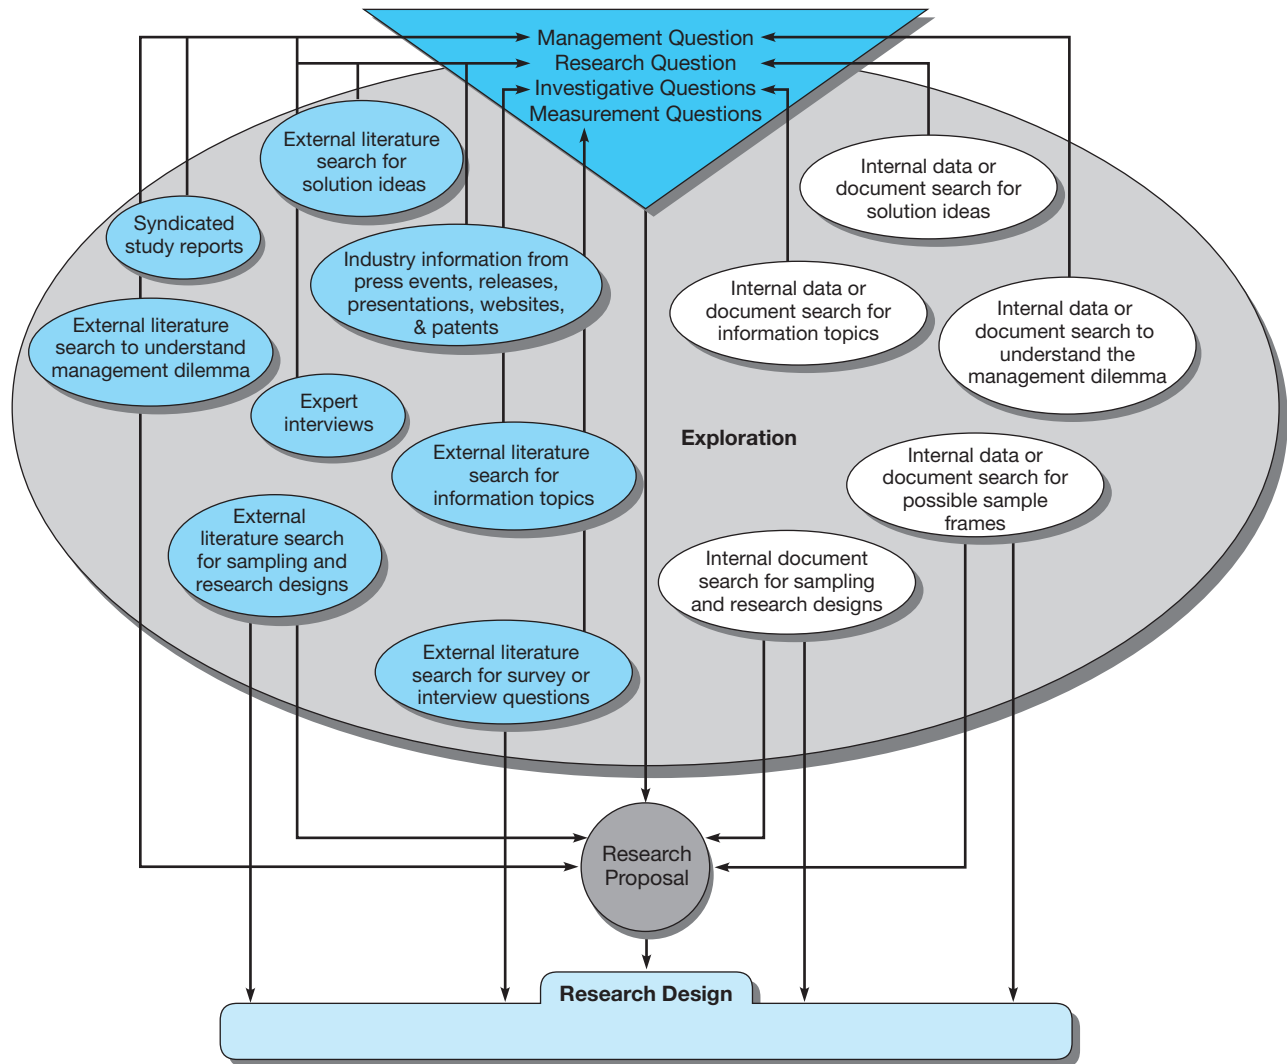 Management Question
Research Question
Investigative Questions
Measurement Questions
External literature
search for
solution ideas
Internal data or
document search for
solution ideas
Syndicated
study reports
Industry information from
press events, releases,
presentations, websites,
& patents
Internal data or
document search for
information topics
Internal data or
document search to
understand the
management dilemma
External literature
search to understand
management dilemma
Expert
interviews
Exploration
External literature
search for
information topics
Internal data or
document search for
possible sample
frames
External
literature search
for sampling and
research designs
Internal document
search for sampling
and research designs
External literature
search for survey or
interview questions
Research
Proposal
Research Design